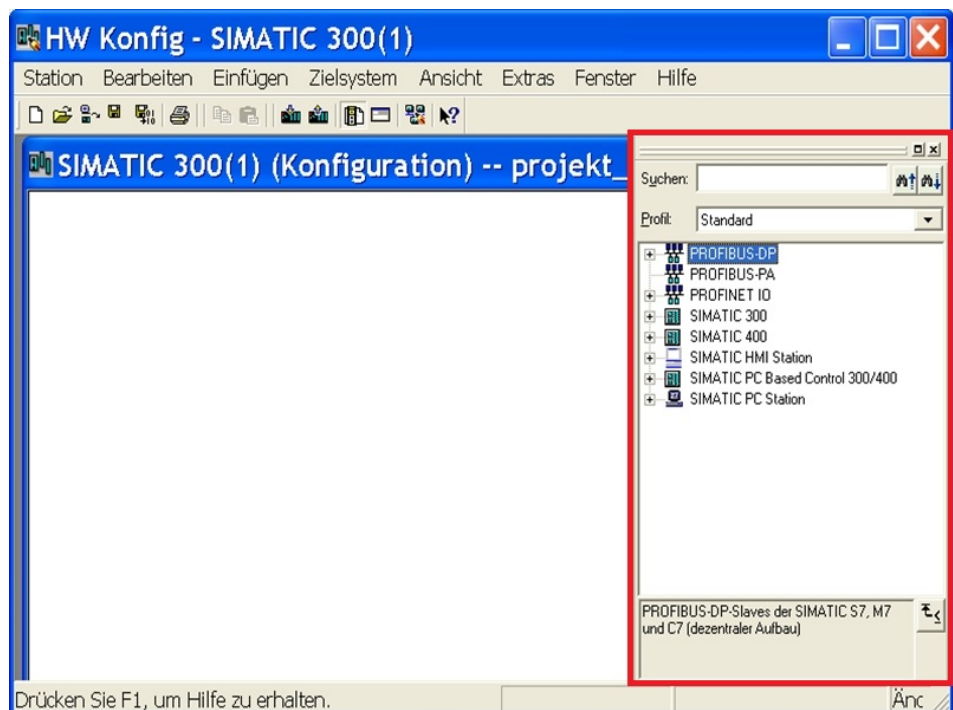 HW Konfig - SIMATIC 300(1)
Station Bearbeiten Einfügen Zielsystem Ansicht Extras Fenster Hilfe
SIMATIC 300(1) (Konfiguration) -- projekt_
Suchen:
Profil: Standard
PROFIBUS-DP
PROFIBUS-PA
PROFINET IO
SIMATIC 300
SIMATIC 400
SIMATIC HMI Station
SIMATIC PC Based Control 300/400
SIMATIC PC Station
PROFIBUS-DP-Slaves der SIMATIC S7, M7
und C7 (dezentraler Aufbau)
Drücken Sie F1, um Hilfe zu erhalten.
Änc